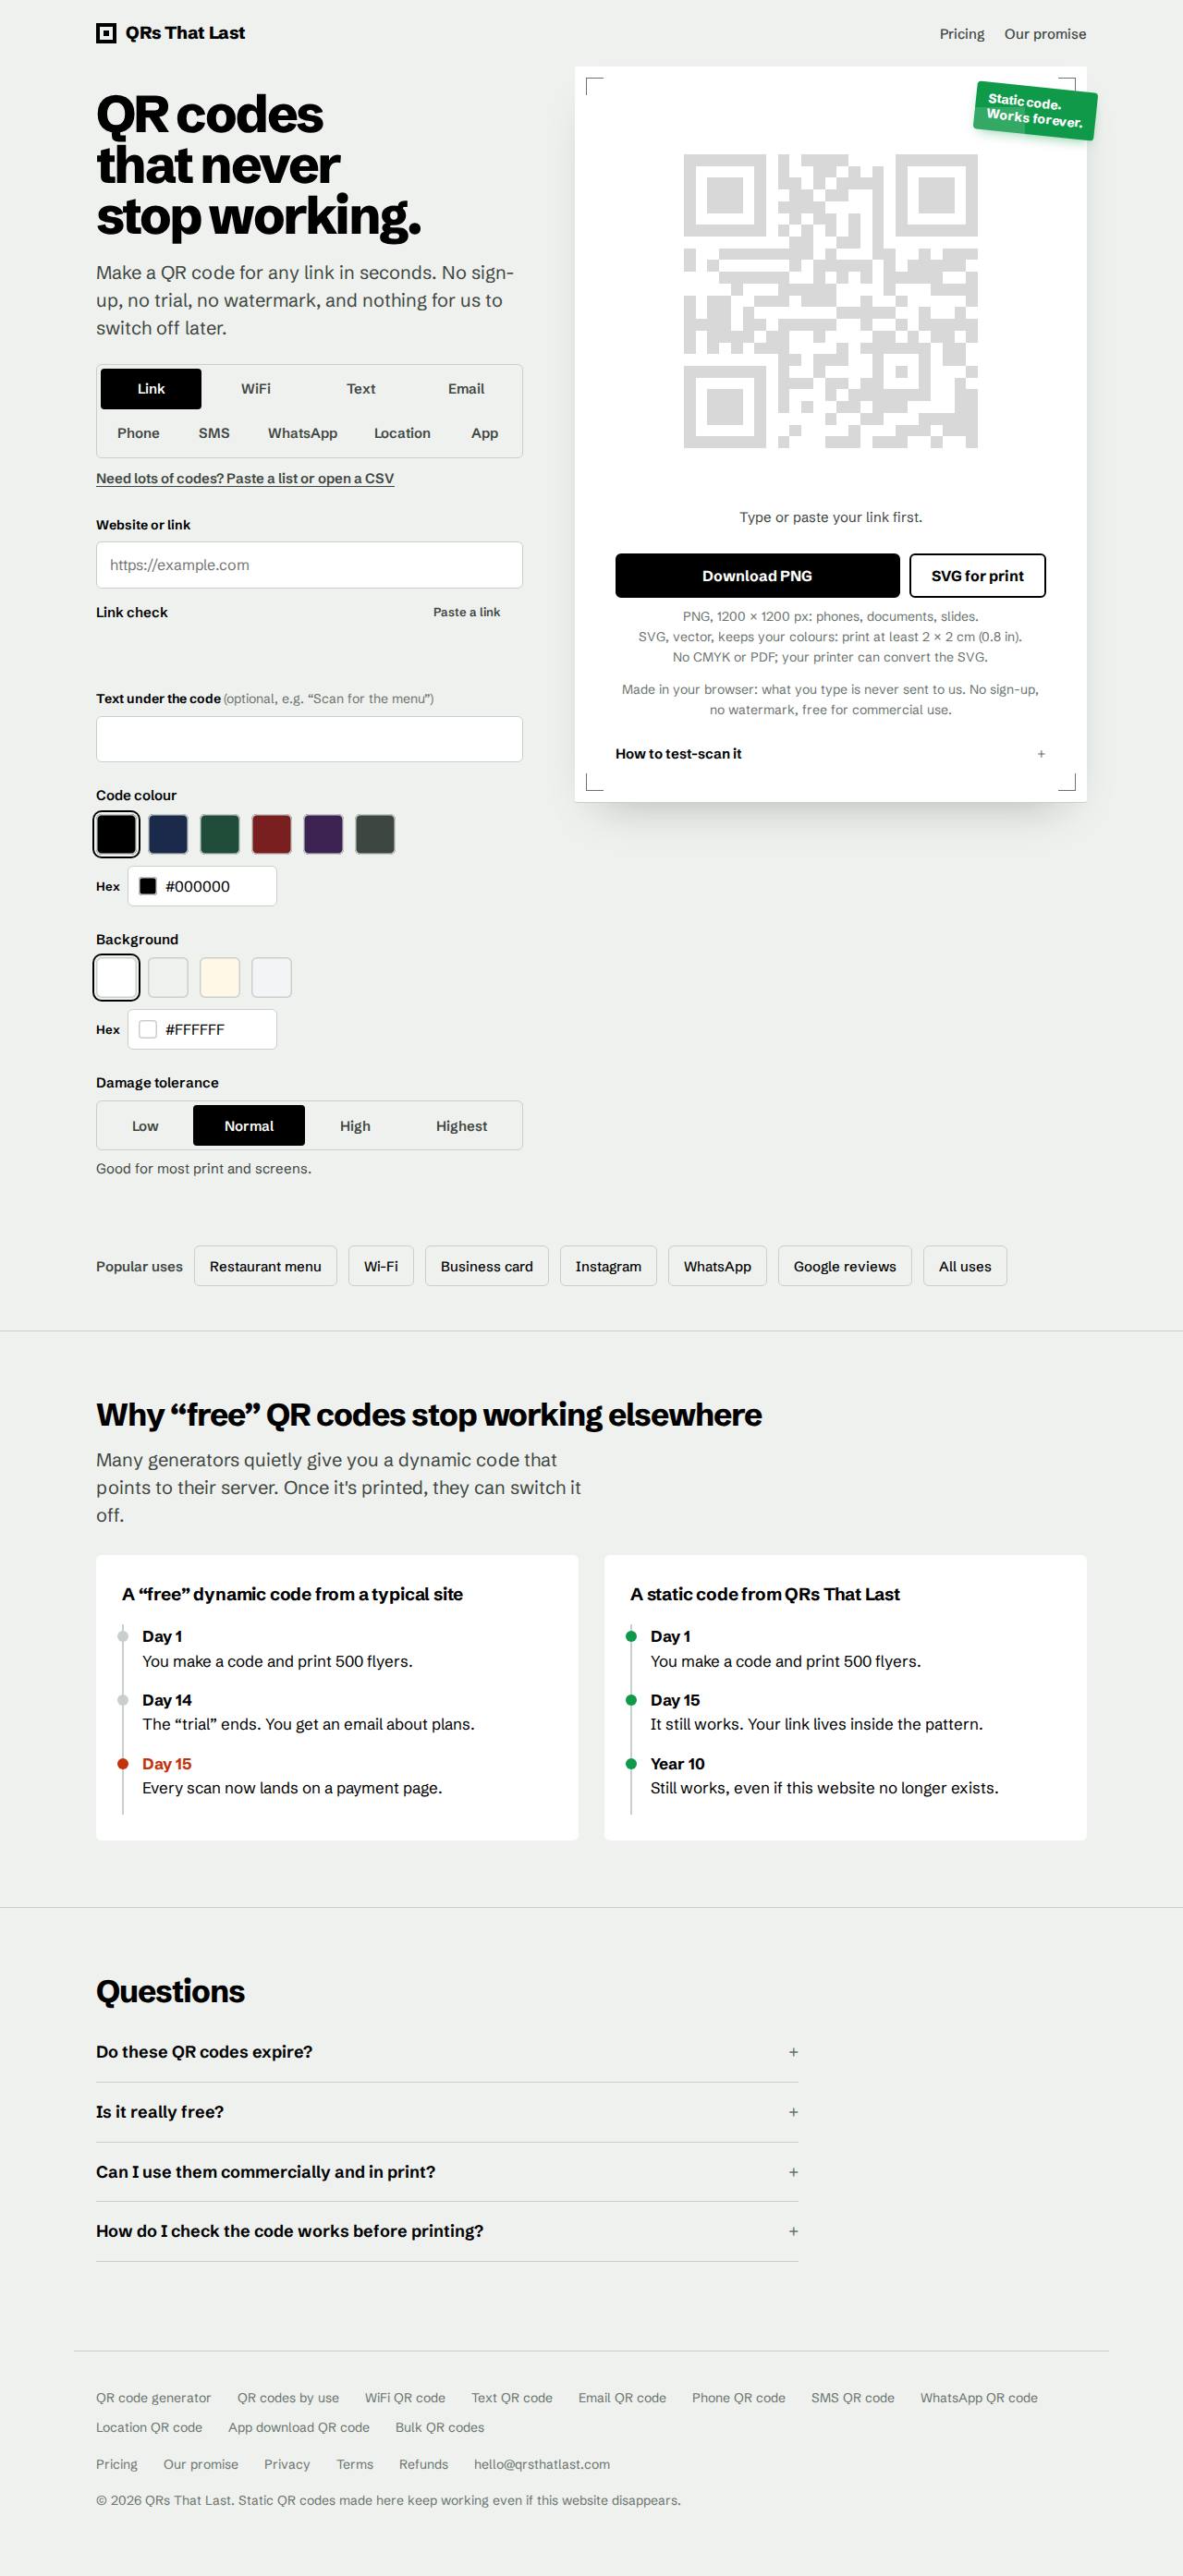 QRs That Last
Pricing
Our promise
QR codes
that never
stop working.
Make a QR code for any link in seconds. No sign-
up, no trial, no watermark, and nothing for us to
switch off later.
Link
WiFi
Text
Email
Phone
SMS
WhatsApp
Location
App
Need lots of codes? Paste a list or open a CSV
Website or link
https://example.com
Link check
Paste a link
Text under the code (optional, e.g. “Scan for the menu”)
Code colour
Hex
#000000
Background
Hex
#FFFFFF
Damage tolerance
Low
Normal
High
Highest
Good for most print and screens.
Static code.
Works forever.
Type or paste your link first.
Download PNG
SVG for print
PNG, 1200 × 1200 px: phones, documents, slides.
SVG, vector, keeps your colours: print at least 2 × 2 cm (0.8 in).
No CMYK or PDF; your printer can convert the SVG.
Made in your browser: what you type is never sent to us. No sign-up,
no watermark, free for commercial use.
How to test-scan it
+
Popular uses
Restaurant menu
Wi-Fi
Business card
Instagram
WhatsApp
Google reviews
All uses
Why “free” QR codes stop working elsewhere
Many generators quietly give you a dynamic code that
points to their server. Once it's printed, they can switch it
off.
A “free” dynamic code from a typical site
Day 1
You make a code and print 500 flyers.
Day 14
The “trial” ends. You get an email about plans.
Day 15
Every scan now lands on a payment page.
A static code from QRs That Last
Day 1
You make a code and print 500 flyers.
Day 15
It still works. Your link lives inside the pattern.
Year 10
Still works, even if this website no longer exists.
Questions
Do these QR codes expire?
+
Is it really free?
+
Can I use them commercially and in print?
+
How do I check the code works before printing?
+
QR code generator
QR codes by use
WiFi QR code
Text QR code
Email QR code
Phone QR code
SMS QR code
WhatsApp QR code
Location QR code
App download QR code
Bulk QR codes
Pricing
Our promise
Privacy
Terms
Refunds
hello@qrsthatlast.com
© 2026 QRs That Last. Static QR codes made here keep working even if this website disappears.